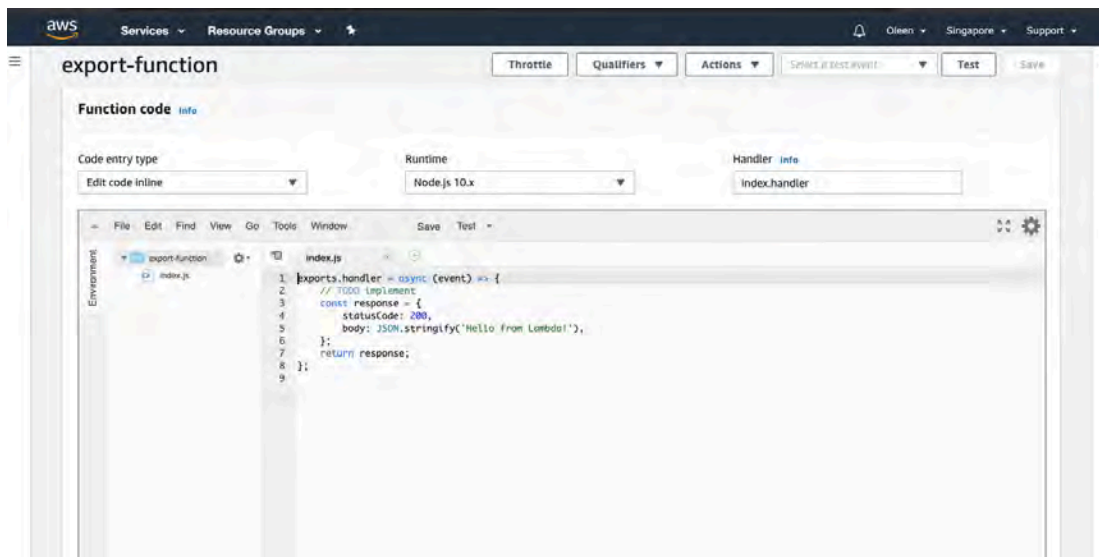 aws Services Resource Groups Oleen Singapore Support
export-function Throttle Qualifiers Actions Select a test event Test Save
Function code Info
Code entry type Runtime Handler Info
Edit code inline Node.js 10.x index.handler
File Edit Find View Go Tools Window Save Test
Environment
export-function index.js
index.js
1 exports.handler = async (event) => {
2 // TODO implement
3 const response = {
4 statusCode: 200,
5 body: JSON.stringify('Hello from Lambda!'),
6 };
7 return response;
8 };
9